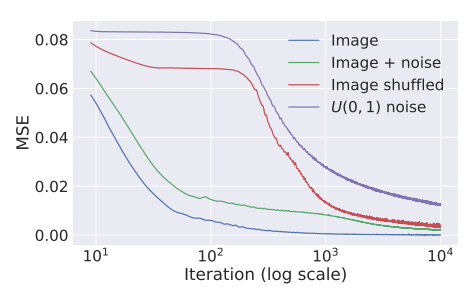 0.08
0.06
0.04
0.02
0.00
MSE
Image
Image + noise
Image shuffled
U(0, 1) noise
10¹
10²
10³
10⁴
Iteration (log scale)